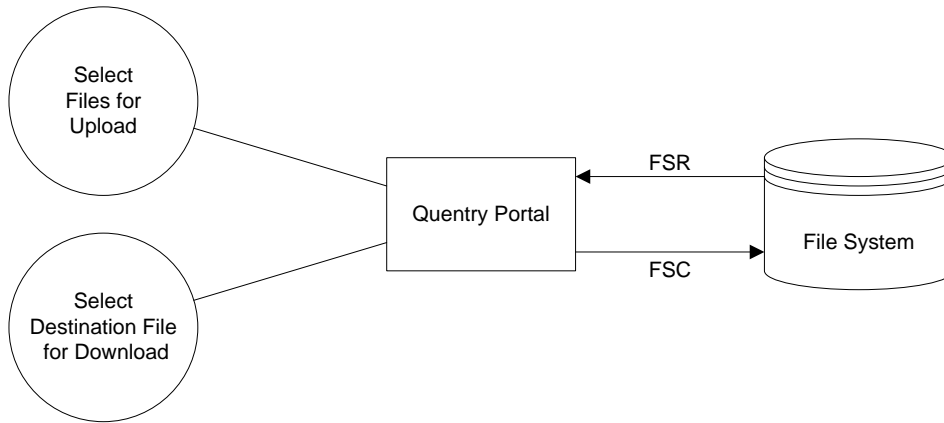 Select
Files for
Upload
Select
Destination File
for Download
Quentry Portal
FSR
FSC
File System